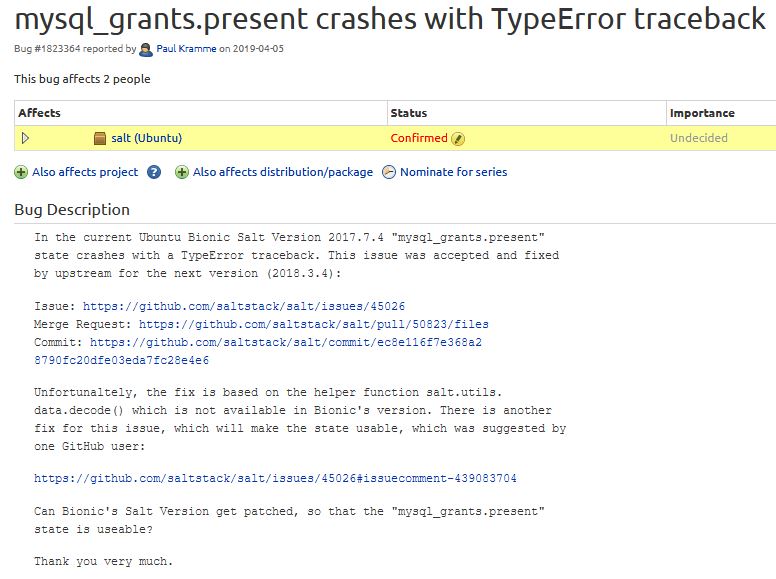 mysql_grants.present crashes with TypeError traceback
Bug #1823364 reported by Paul Kramme on 2019-04-05
This bug affects 2 people
Affects Status Importance
salt (Ubuntu) Confirmed Undecided
Also affects project ? Also affects distribution/package Nominate for series
Bug Description
In the current Ubuntu Bionic Salt Version 2017.7.4 "mysql_grants.present"
state crashes with a TypeError traceback. This issue was accepted and fixed
by upstream for the next version (2018.3.4):
Issue: https://github.com/saltstack/salt/issues/45026
Merge Request: https://github.com/saltstack/salt/pull/50823/files
Commit: https://github.com/saltstack/salt/commit/ec8e116f7e368a2
8790fc20dfe03eda7fc28e4e6
Unfortunaltely, the fix is based on the helper function salt.utils.
data.decode() which is not available in Bionic's version. There is another
fix for this issue, which will make the state usable, which was suggested by
one GitHub user:
https://github.com/saltstack/salt/issues/45026#issuecomment-439083704
Can Bionic's Salt Version get patched, so that the "mysql_grants.present"
state is useable?
Thank you very much.